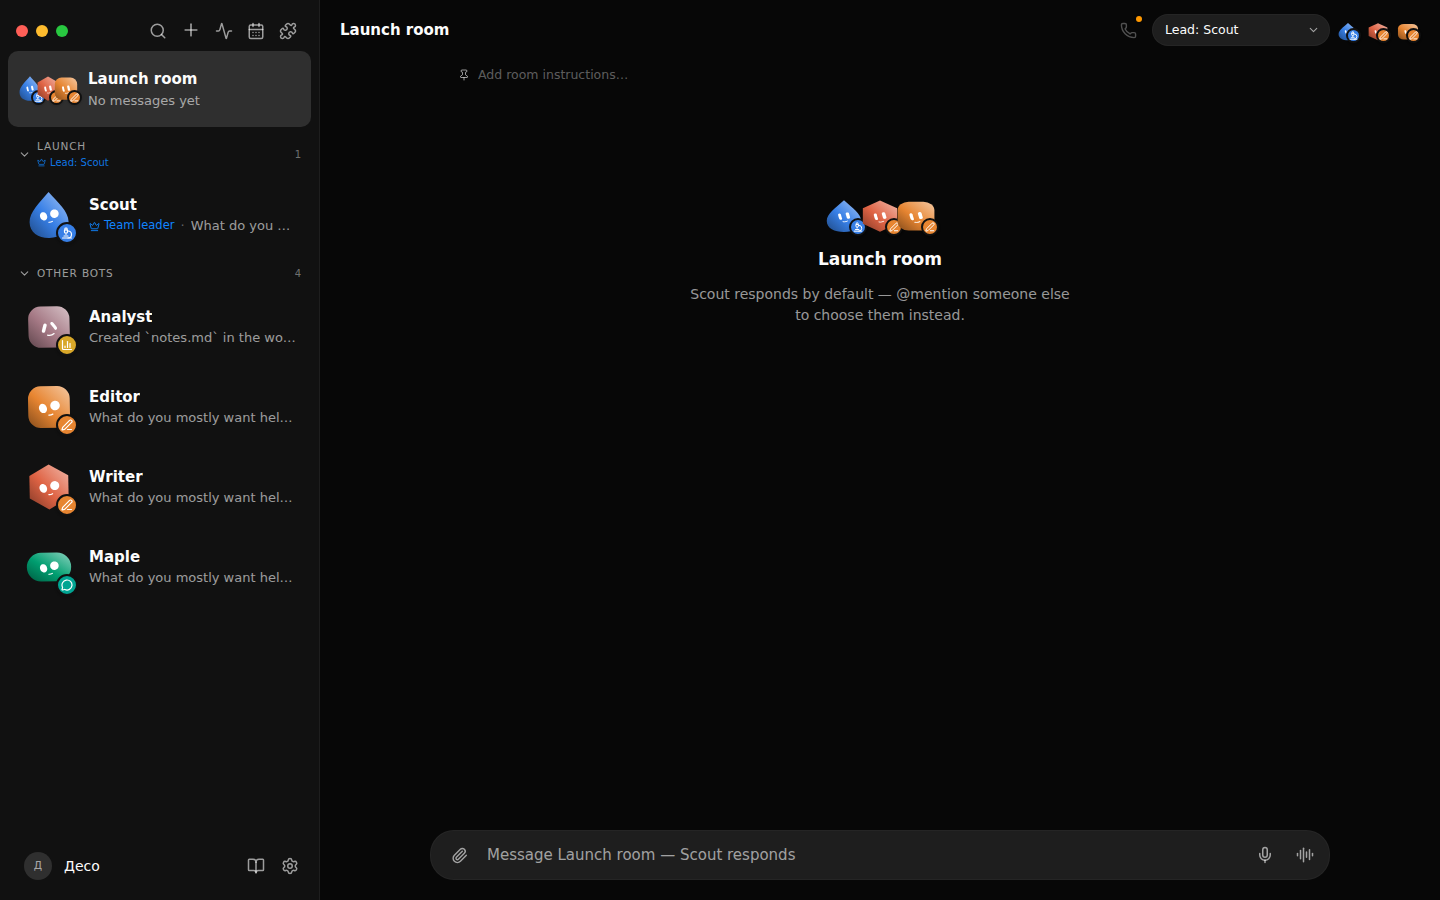 Launch room
No messages yet
LAUNCH
1
Lead: Scout
Scout
Team leader · What do you ...
OTHER BOTS
4
Analyst
Created `notes.md` in the wo...
Editor
What do you mostly want hel...
Writer
What do you mostly want hel...
Maple
What do you mostly want hel...
Д
Десо
Launch room
Lead: Scout
Add room instructions...
Launch room
Scout responds by default — @mention someone else
to choose them instead.
Message Launch room — Scout responds